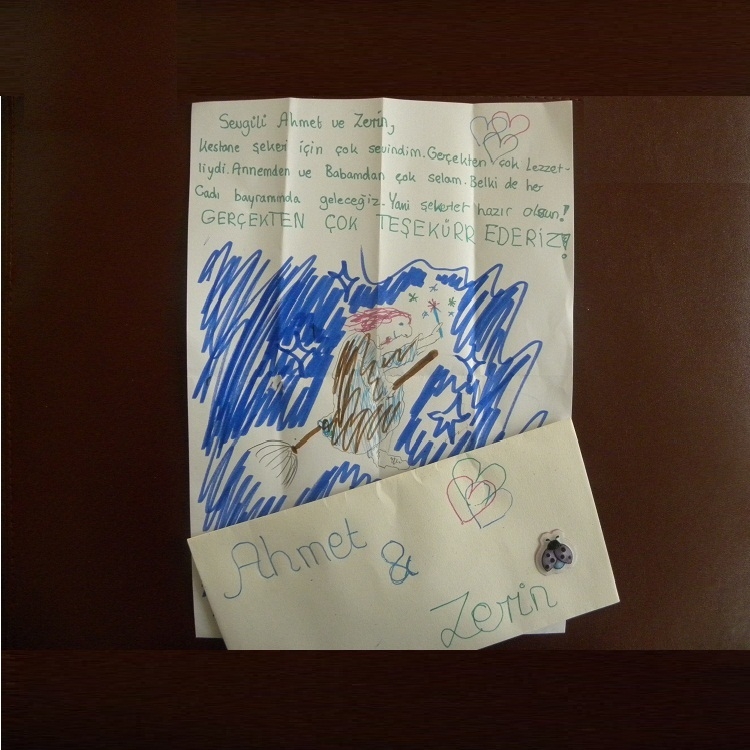 Sevgili Ahmet ve Zerin,
kestane şekeri için çok sevindim. Gerçekten çok Lezzet-
liydi. Annemden ve Babamdan çok selam. Belki de her
Cadı bayramında geleceğiz. Yani şekerler hazır olsun!
GERÇEKTEN ÇOK TEŞEKÜRR EDERİZ!
Ahmet
&
Zerin